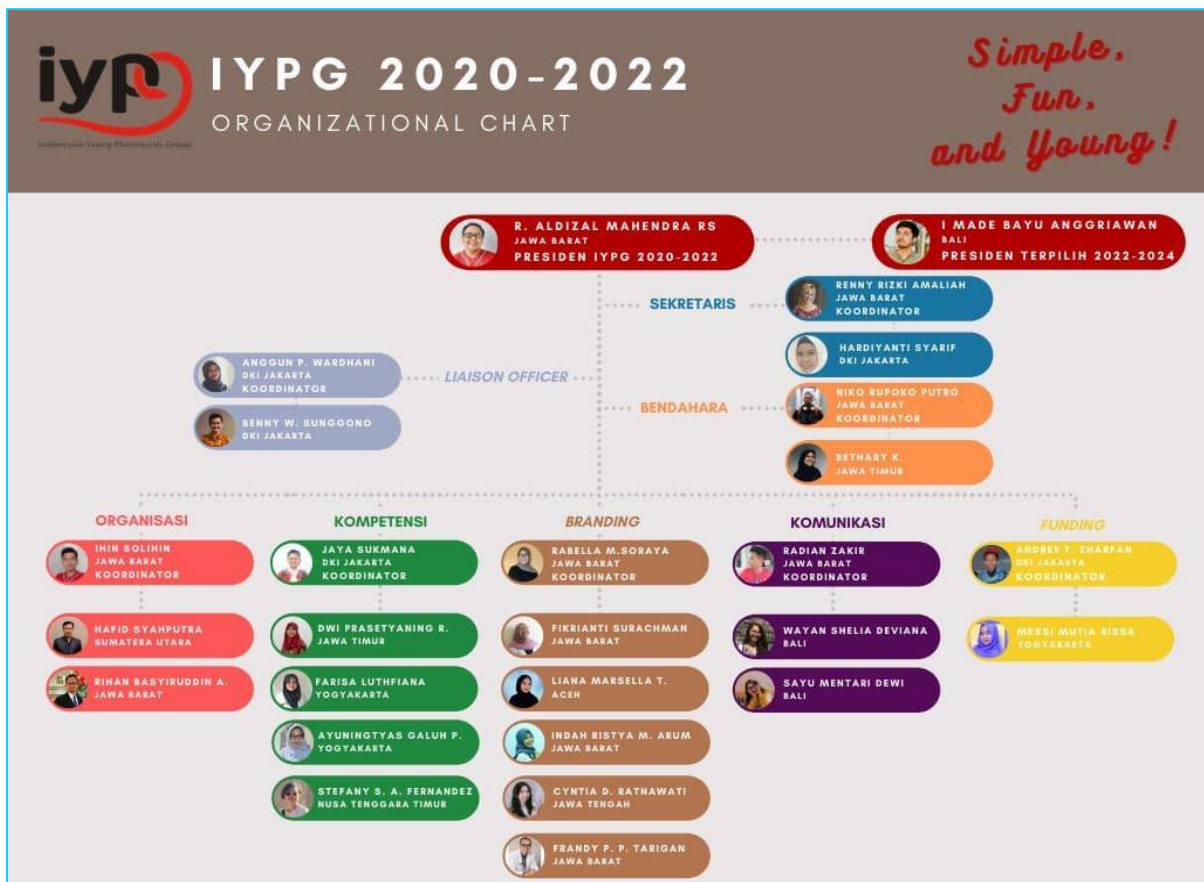 iyp
Indonesian Young Pharmacist Group
IYPG 2020-2022
ORGANIZATIONAL CHART
Simple,
Fun,
and Young!
R. ALDIZAL MAHENDRA RS
JAWA BARAT
PRESIDEN IYPG 2020-2022
I MADE BAYU ANGGRIAWAN
BALI
PRESIDEN TERPILIH 2022-2024
SEKRETARIS
RENNY RIZKI AMALIAH
JAWA BARAT
KOORDINATOR
HARDIYANTI SYARIF
DKI JAKARTA
ANGGUN P. WARDHANI
DKI JAKARTA
KOORDINATOR
LIAISON OFFICER
BENNY W. SUNGGONO
DKI JAKARTA
BENDAHARA
NIKO RUPOKO PUTRO
JAWA BARAT
KOORDINATOR
BETHARY K.
JAWA TIMUR
ORGANISASI
IHIN SOLIHIN
JAWA BARAT
KOORDINATOR
HAFID SYAHPUTRA
SUMATERA UTARA
RIHAN BASYIRUDDIN A.
JAWA BARAT
KOMPETENSI
JAYA SUKMANA
DKI JAKARTA
KOORDINATOR
DWI PRASETYANING R.
JAWA TIMUR
FARISA LUTHFIANA
YOGYAKARTA
AYUNINGTYAS GALUH P.
YOGYAKARTA
STEFANY S. A. FERNANDEZ
NUSA TENGGARA TIMUR
BRANDING
RABELLA M.SORAYA
JAWA BARAT
KOORDINATOR
FIKRIANTI SURACHMAN
JAWA BARAT
LIANA MARSELLA T.
ACEH
INDAH RISTYA M. ARUM
JAWA BARAT
CYNTIA D. RATNAWATI
JAWA TENGAH
FRANDY P. P. TARIGAN
JAWA BARAT
KOMUNIKASI
RADIAN ZAKIR
JAWA BARAT
KOORDINATOR
WAYAN SHELIA DEVIANA
BALI
SAYU MENTARI DEWI
BALI
FUNDING
ANDREE F. ZHARFAN
DKI JAKARTA
KOORDINATOR
MEKSI MUTIA RISSA
YOGYAKARTA